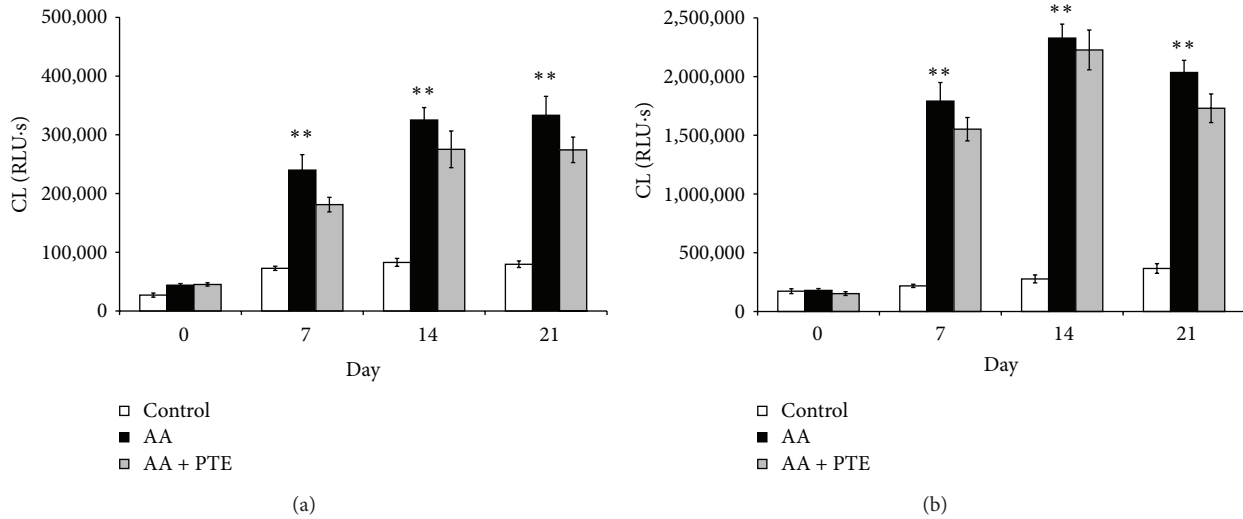 500,000
400,000
300,000
200,000
100,000
0
CL (RLU·s)
**
**
**
0 7 14 21
Day
Control
AA
AA + PTE
(a)
2,500,000
2,000,000
1,500,000
1,000,000
500,000
0
CL (RLU·s)
**
**
**
0 7 14 21
Day
Control
AA
AA + PTE
(b)